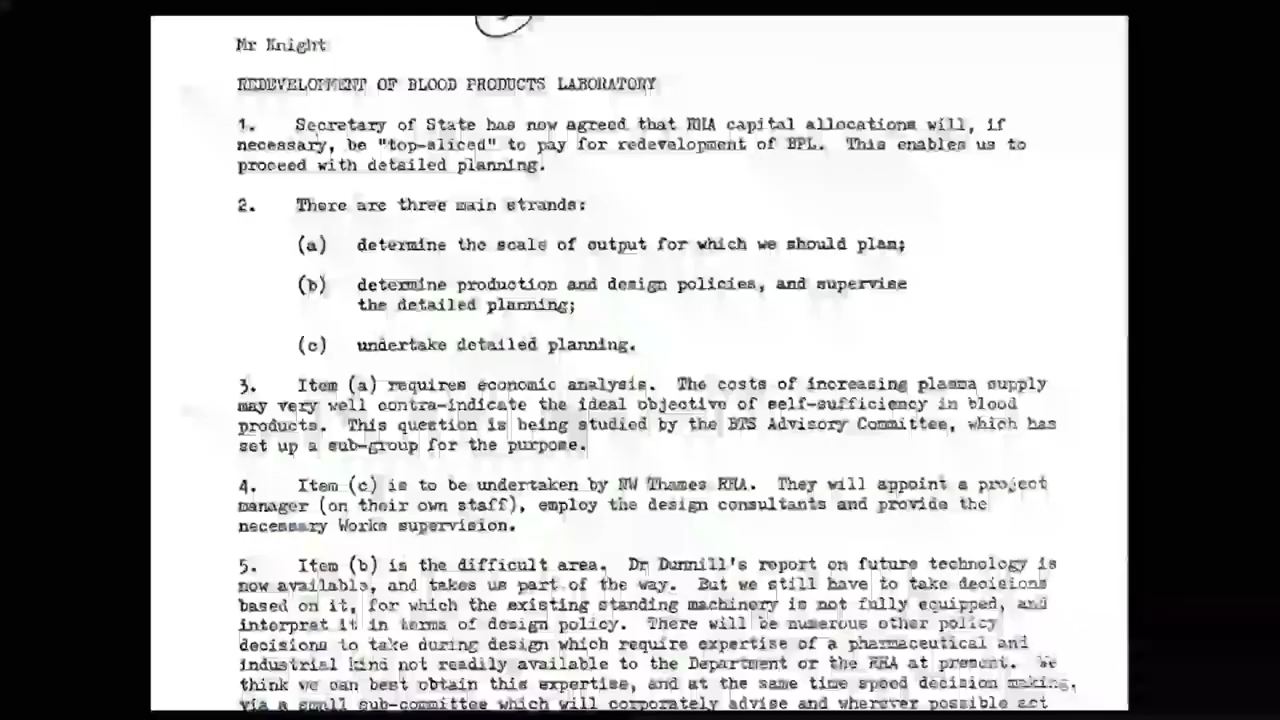 Mr Knight
REDEVELOPMENT OF BLOOD PRODUCTS LABORATORY
1. Secretary of State has now agreed that capital allocations will, if
necessary, be "top-sliced" to pay for redevelopment of BPL. This enables us to
proceed with detailed planning.
2. There are three main strands:
(a) determine the scale of output for which we should plan;
(b) determine production and design policies, and supervise
the detailed planning;
(c) undertake detailed planning.
3. Item (a) requires economic analysis. The costs of increasing plasma supply
may very well contra-indicate the ideal objective of self-sufficiency in blood
products. This question is being studied by the BTS Advisory Committee, which has
set up a sub-group for the purpose.
4. Item (c) is to be undertaken by NW Thames RHA. They will appoint a project
manager (on their own staff), employ the design consultants and provide the
necessary Works supervision.
5. Item (b) is the difficult area. Dr Dunnill's report on future technology is
now available, and takes us part of the way. But we still have to take decisions
based on it, for which the existing standing machinery is not fully equipped, and
interpret it in terms of design policy. There will be numerous other policy
decisions to take during design which require expertise of a pharmaceutical and
industrial kind not readily available to the Department or the RHA at present. We
think we can best obtain this expertise, and at the same time speed decision making,
via a small sub-committee which will corporately advise and wherever possible act